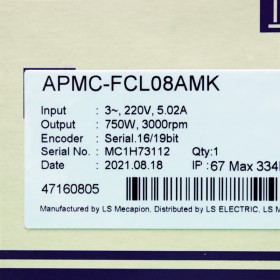 APMC-FCL08AMK
Input : 3~, 220V, 5.02A
Output : 750W, 3000rpm
Encoder : Serial.16/19bit
Serial No. : MC1H73112 Qty:1
Date : 2021.08.18 IP :67 Max 334
47160805
Manufactured by LS Mecapion, Distributed by LS ELECTRIC, LS